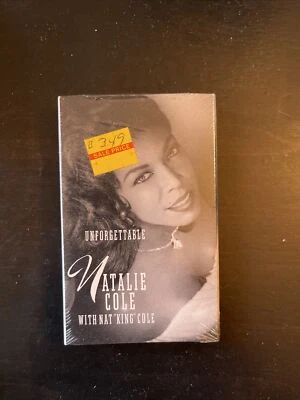 $ 3.49
SALE PRICE
UNFORGETTABLE
NATALIE
COLE
WITH NAT "KING" COLE